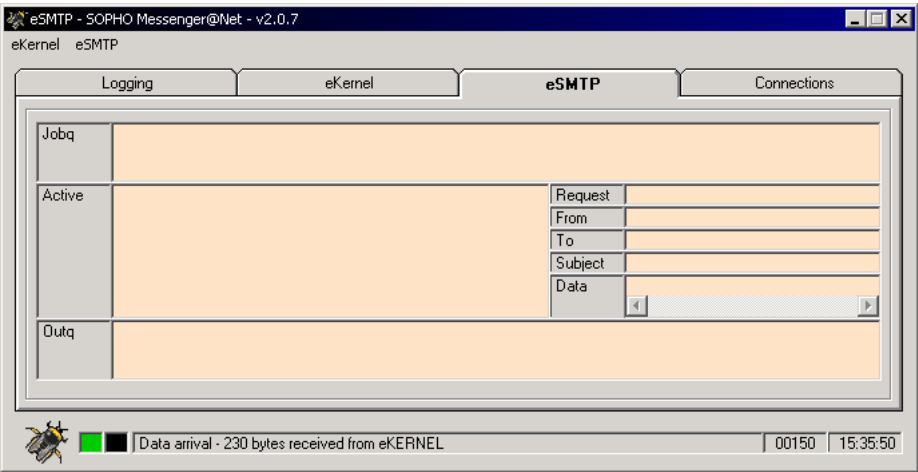 eSMTP - SOPHO Messenger@Net - v2.0.7
eKernel eSMTP
Logging eKernel eSMTP Connections
Jobq
Active Request
From
To
Subject
Data
Outq
Data arrival - 230 bytes received from eKERNEL 00150 15:35:50